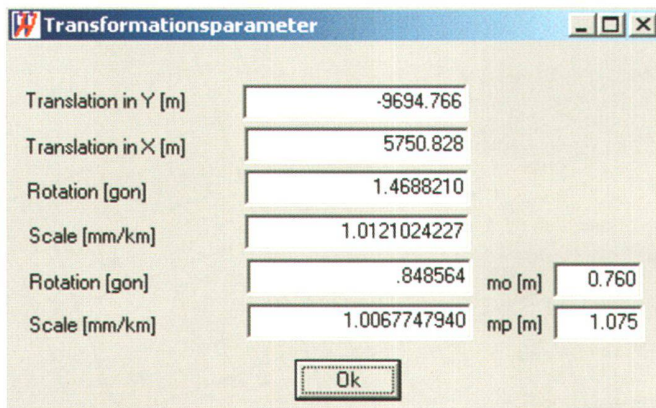 Transformationsparameter
Translation in Y [m] -9694.766
Translation in X [m] 5750.828
Rotation [gon] 1.4688210
Scale [mm/km] 1.0121024227
Rotation [gon] .848564 mo [m] 0.760
Scale [mm/km] 1.0067747940 mp [m] 1.075
Ok